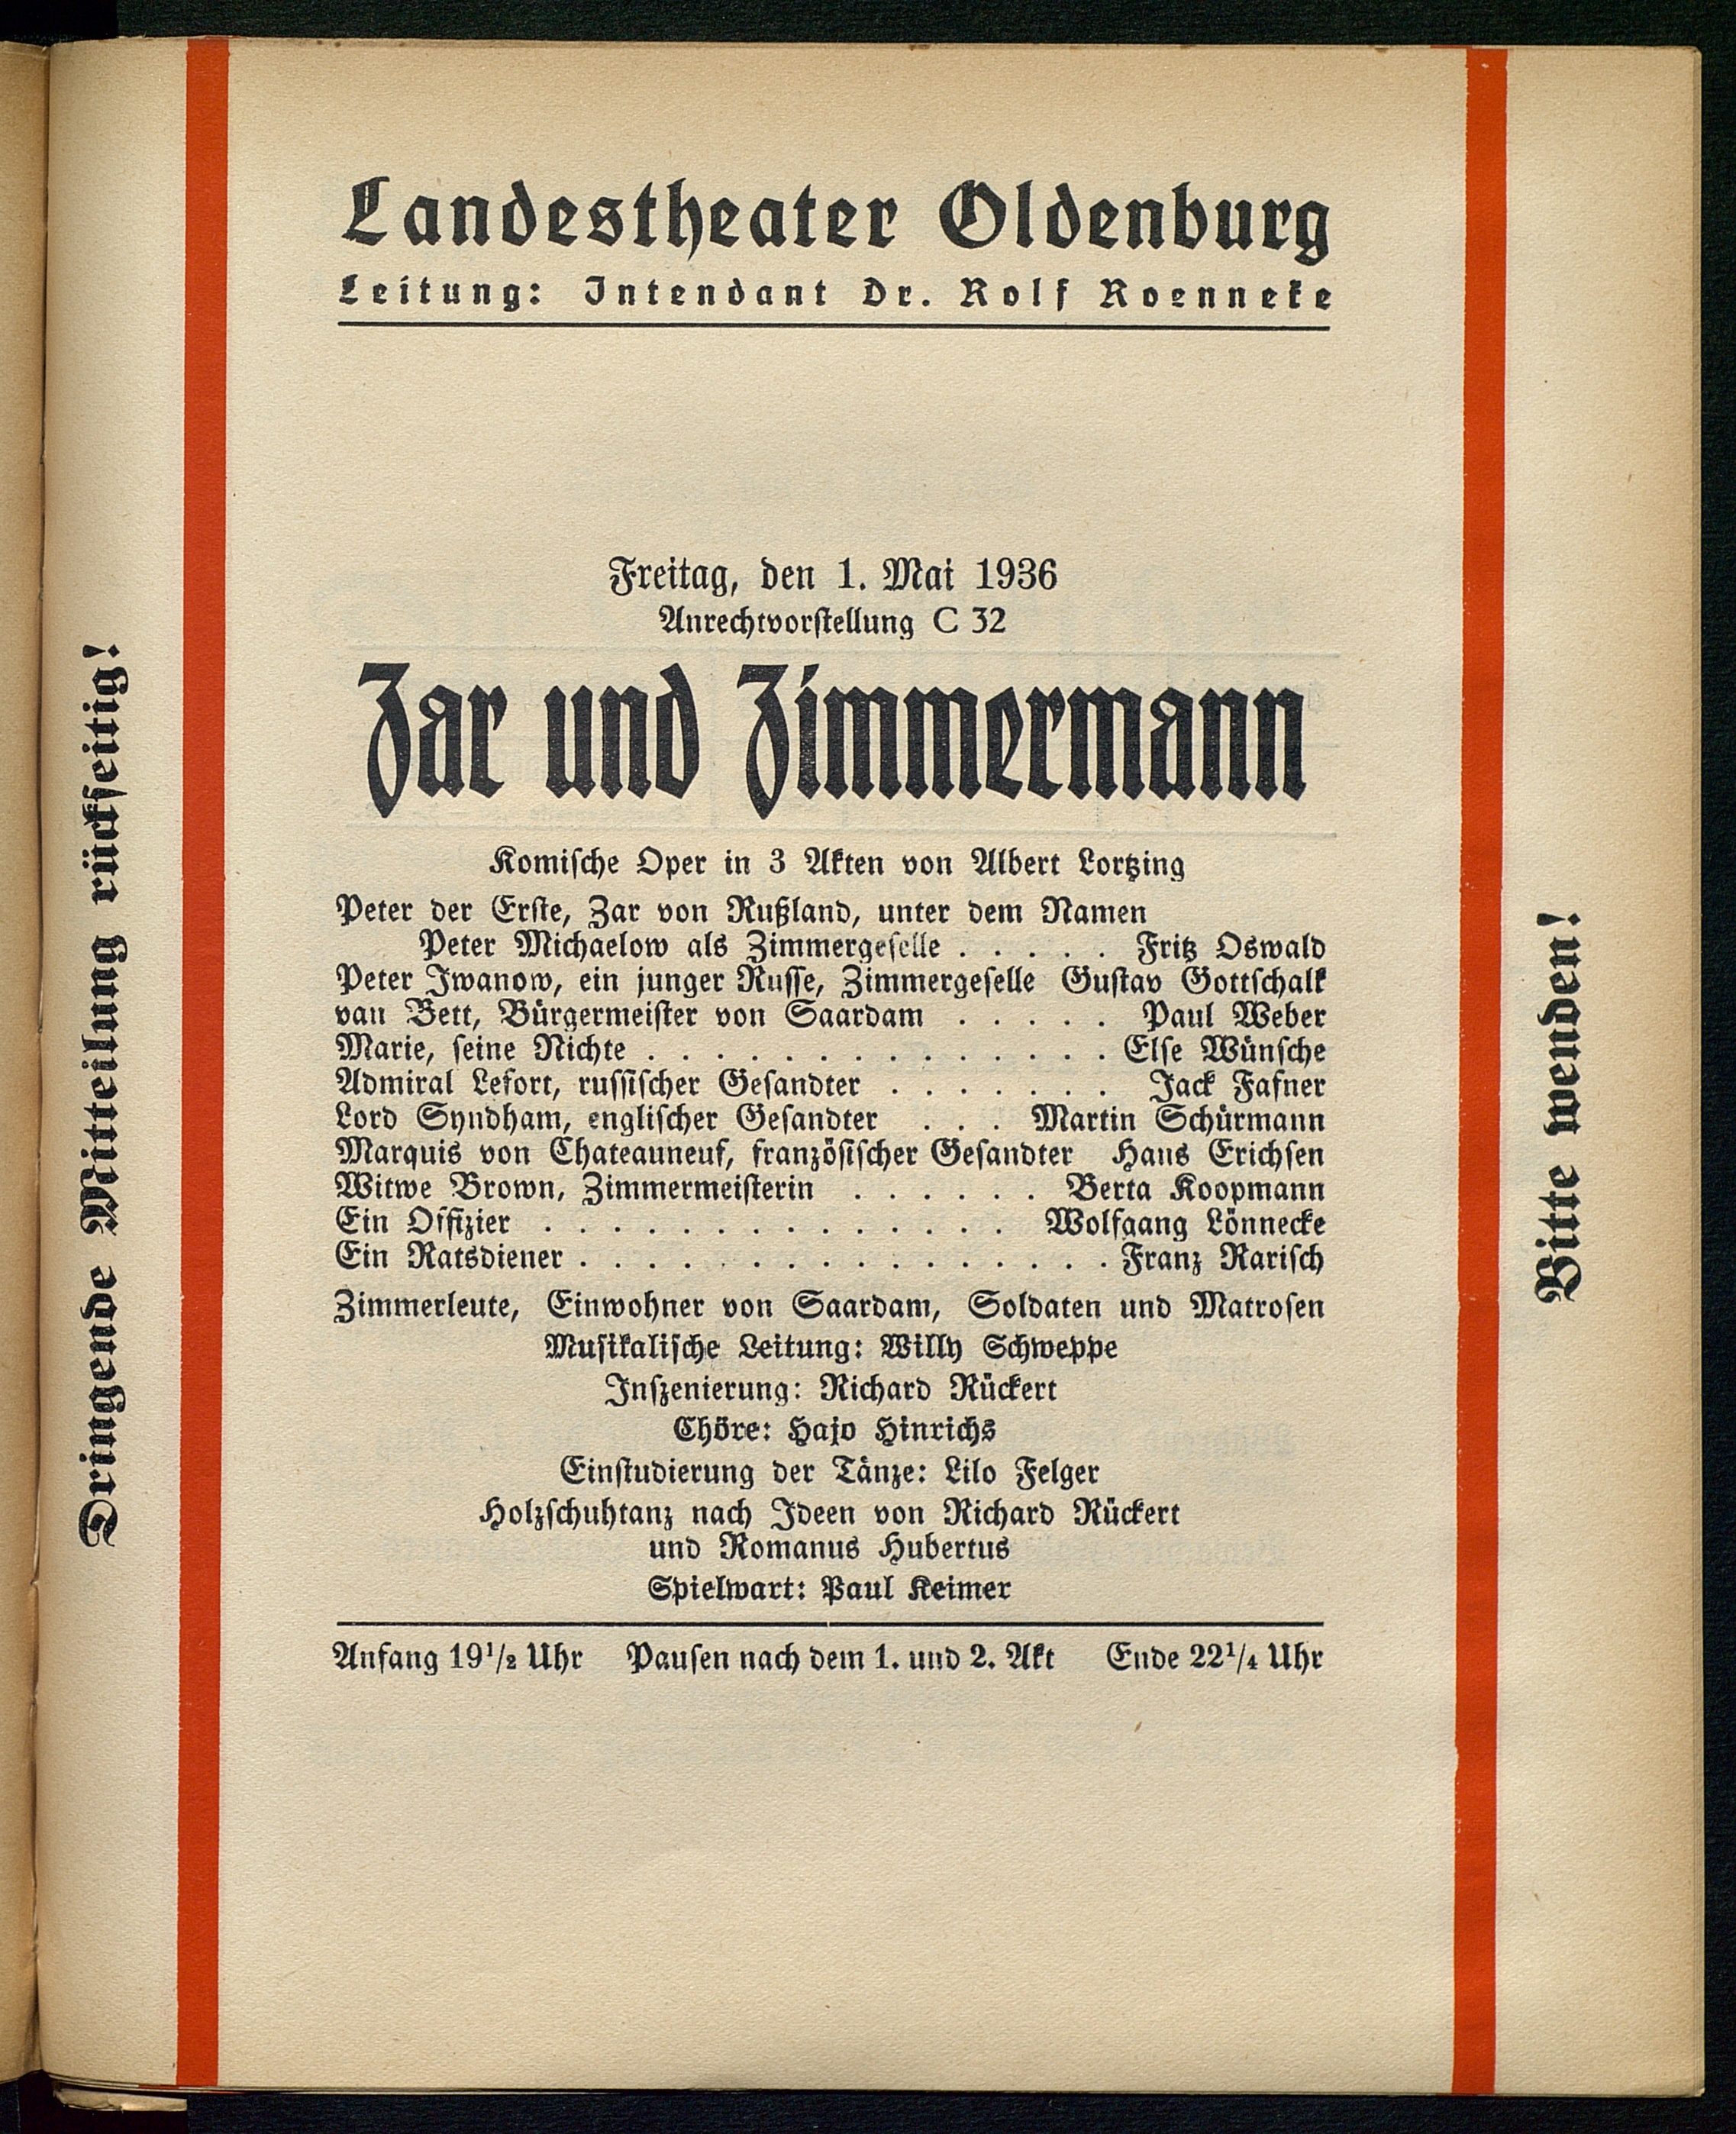 Landestheater Oldenburg
Leitung: Intendant Dr. Rolf Roenneke
Freitag, den 1. Mai 1936
Anrechtvorstellung C 32
Zar und Zimmermann
Komische Oper in 3 Akten von Albert Lortzing
Peter der Erste, Zar von Rußland, unter dem Namen
Peter Michaelow als Zimmergeselle . . . . . Fritz Oswald
Peter Iwanow, ein junger Russe, Zimmergeselle Gustav Gottschalk
van Bett, Bürgermeister von Saardam . . . . . Paul Weber
Marie, seine Nichte . . . . . . . . . . . . . . Else Wünsche
Admiral Lefort, russischer Gesandter . . . . . . . Jack Fafner
Lord Syndham, englischer Gesandter . . . Martin Schürmann
Marquis von Chateauneuf, französischer Gesandter Hans Erichsen
Witwe Brown, Zimmermeisterin . . . . . . Berta Koopmann
Ein Offizier . . . . . . . . . . . . . . Wolfgang Lönnecke
Ein Ratsdiener . . . . . . . . . . . . . . . . Franz Rarisch
Zimmerleute, Einwohner von Saardam, Soldaten und Matrosen
Musikalische Leitung: Willy Schweppe
Inszenierung: Richard Rückert
Chöre: Hajo Hinrichs
Einstudierung der Tänze: Lilo Felger
Holzschuhtanz nach Ideen von Richard Rückert
und Romanus Hubertus
Spielwart: Paul Keimer
Anfang 19¹/₂ Uhr Pausen nach dem 1. und 2. Akt Ende 22¹/₄ Uhr
Dringende Mitteilung rückseitig!
Bitte wenden!